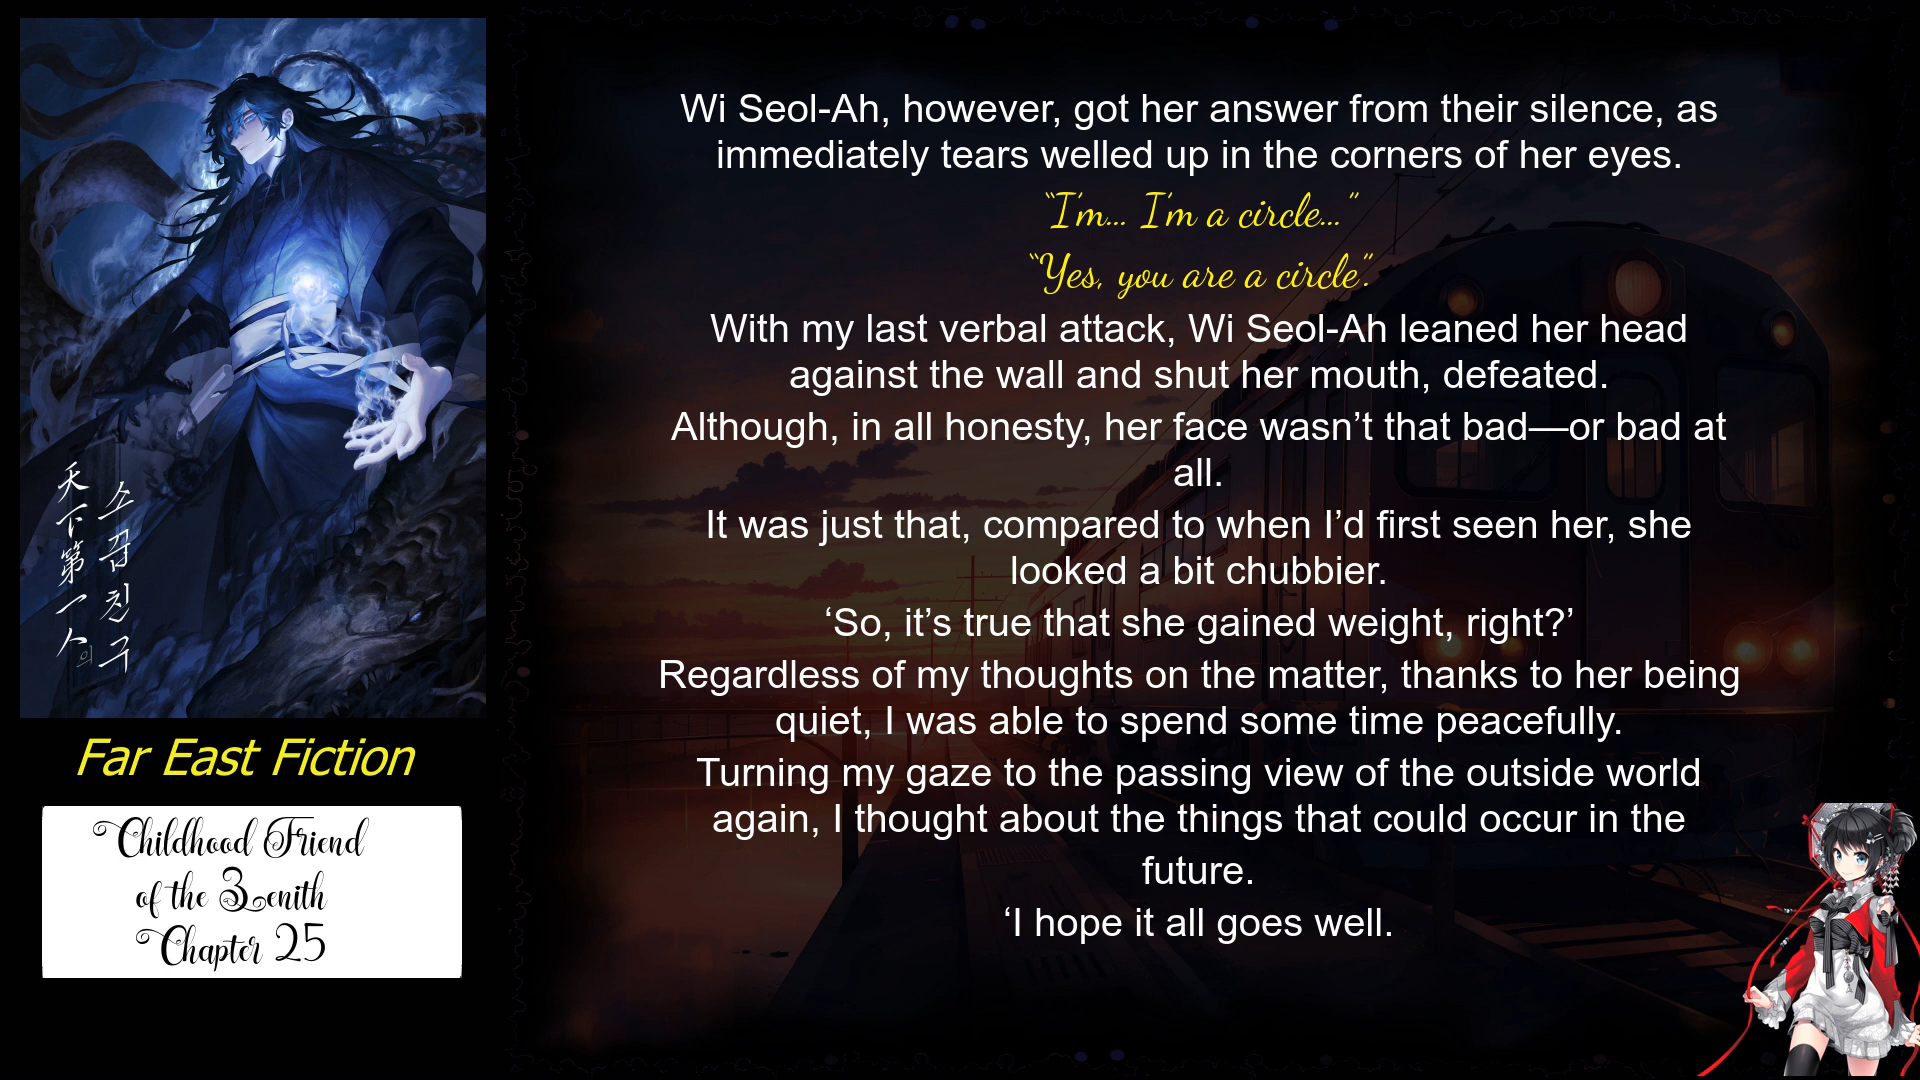 天下第一人의
소꿉친구
Far East Fiction
Childhood Friend
of the Zenith
Chapter 25
Wi Seol-Ah, however, got her answer from their silence, as
immediately tears welled up in the corners of her eyes.
“I’m… I’m a circle…”
“Yes, you are a circle”.
With my last verbal attack, Wi Seol-Ah leaned her head
against the wall and shut her mouth, defeated.
Although, in all honesty, her face wasn’t that bad—or bad at
all.
It was just that, compared to when I’d first seen her, she
looked a bit chubbier.
‘So, it’s true that she gained weight, right?’
Regardless of my thoughts on the matter, thanks to her being
quiet, I was able to spend some time peacefully.
Turning my gaze to the passing view of the outside world
again, I thought about the things that could occur in the
future.
‘I hope it all goes well.